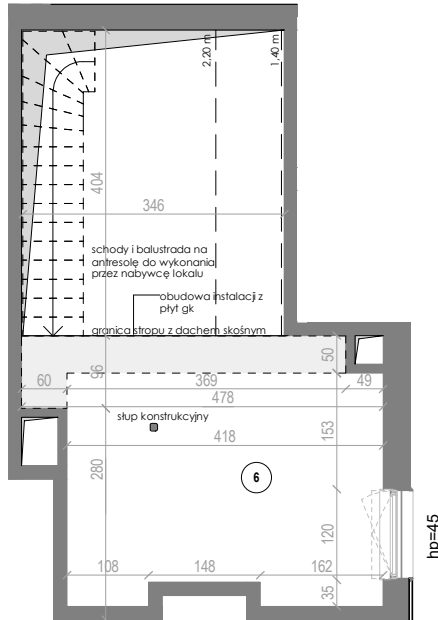 2,20 m
1,40 m
404
346
schody i balustrada na
antresolę do wykonania
przez nabywcę lokalu
obudowa instalacji z
płyt gk
granica stropu z dachem skośnym
50
96
60
369
49
478
słup konstrukcyjny
153
418
280
6
120
hp=45
108
148
162
35